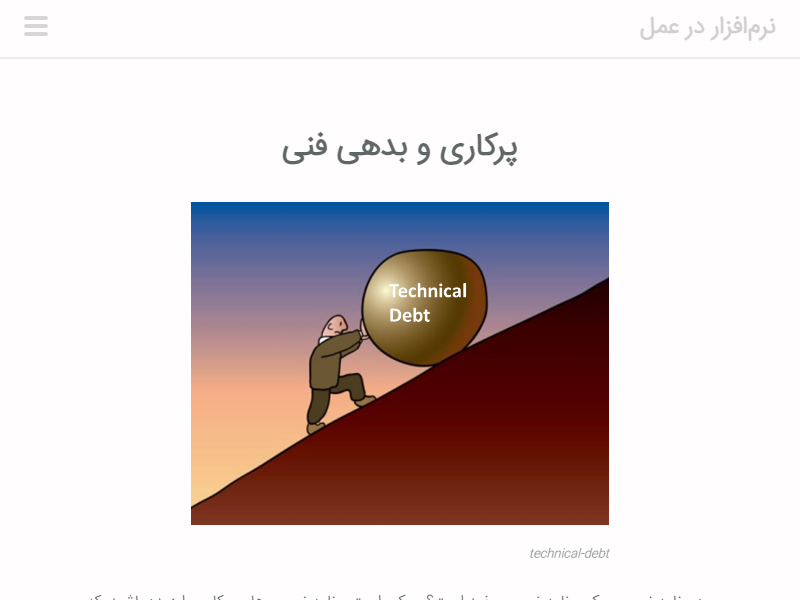 نرم‌افزار در عمل
پرکاری و بدهی فنی
Technical
Debt
technical-debt